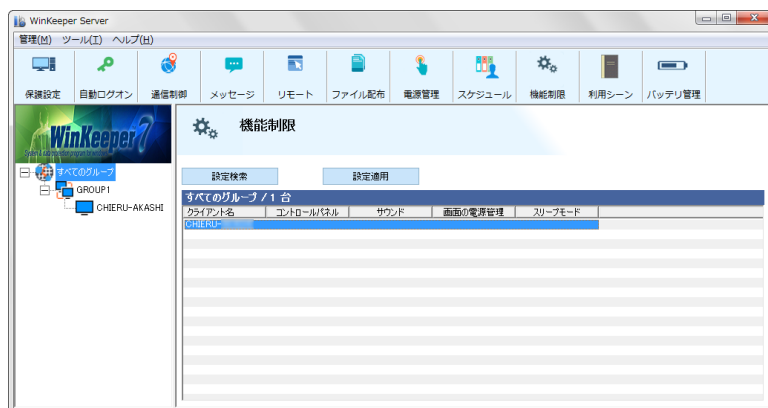 WinKeeper Server
管理(M) ツール(T) ヘルプ(H)
保護設定 自動ログオン 通信制御 メッセージ リモート ファイル配布 電源管理 スケジュール 機能制限 利用シーン バッテリ管理
WinKeeper7
機能制限
すべてのグループ
GROUP1
CHIERU-AKASHI
設定検索 設定適用
すべてのグループ / 1 台
クライアント名 コントロールパネル サウンド 画面の電源管理 スリープモード
CHIERU-